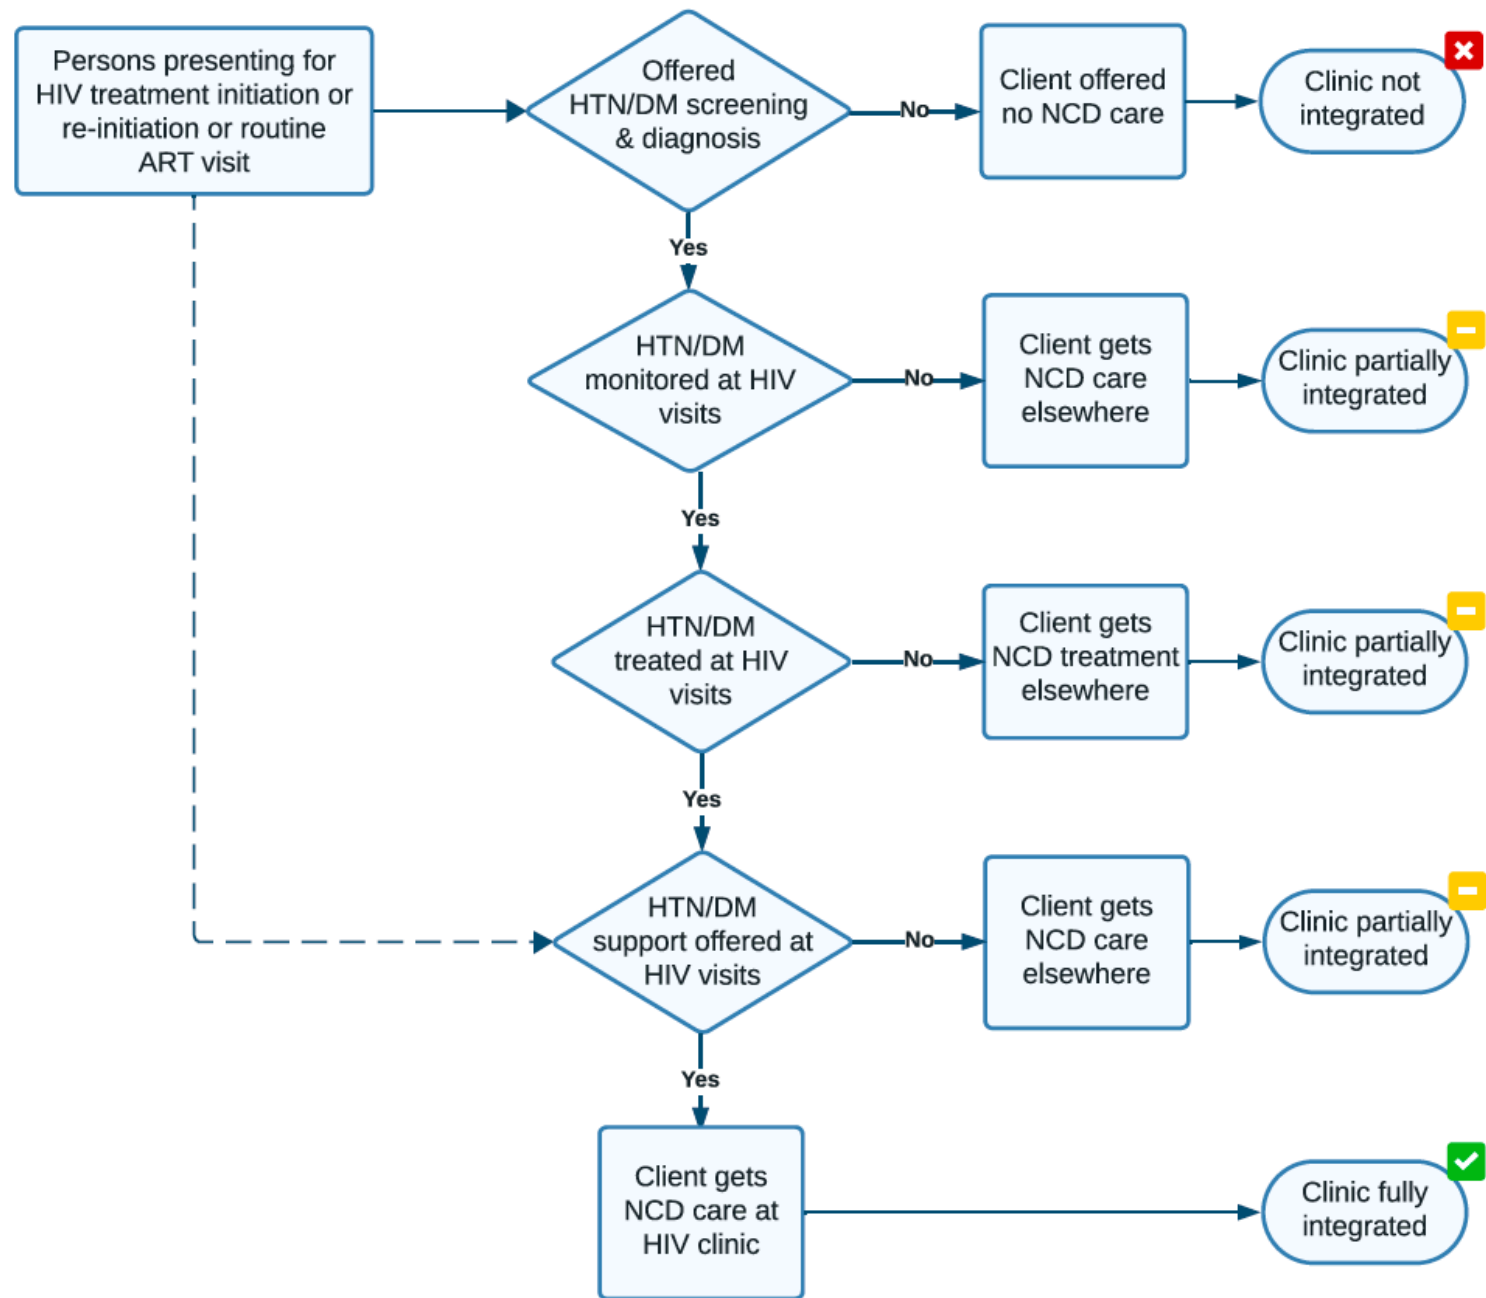 Persons presenting for
HIV treatment initiation or
re-initiation or routine
ART visit
Offered
HTN/DM screening
& diagnosis
No
Client offered
no NCD care
Clinic not
integrated
Yes
HTN/DM
monitored at HIV
visits
No
Client gets
NCD care
elsewhere
Clinic partially
integrated
Yes
HTN/DM
treated at HIV
visits
No
Client gets
NCD treatment
elsewhere
Clinic partially
integrated
Yes
HTN/DM
support offered at
HIV visits
No
Client gets
NCD care
elsewhere
Clinic partially
integrated
Yes
Client gets
NCD care at
HIV clinic
Clinic fully
integrated